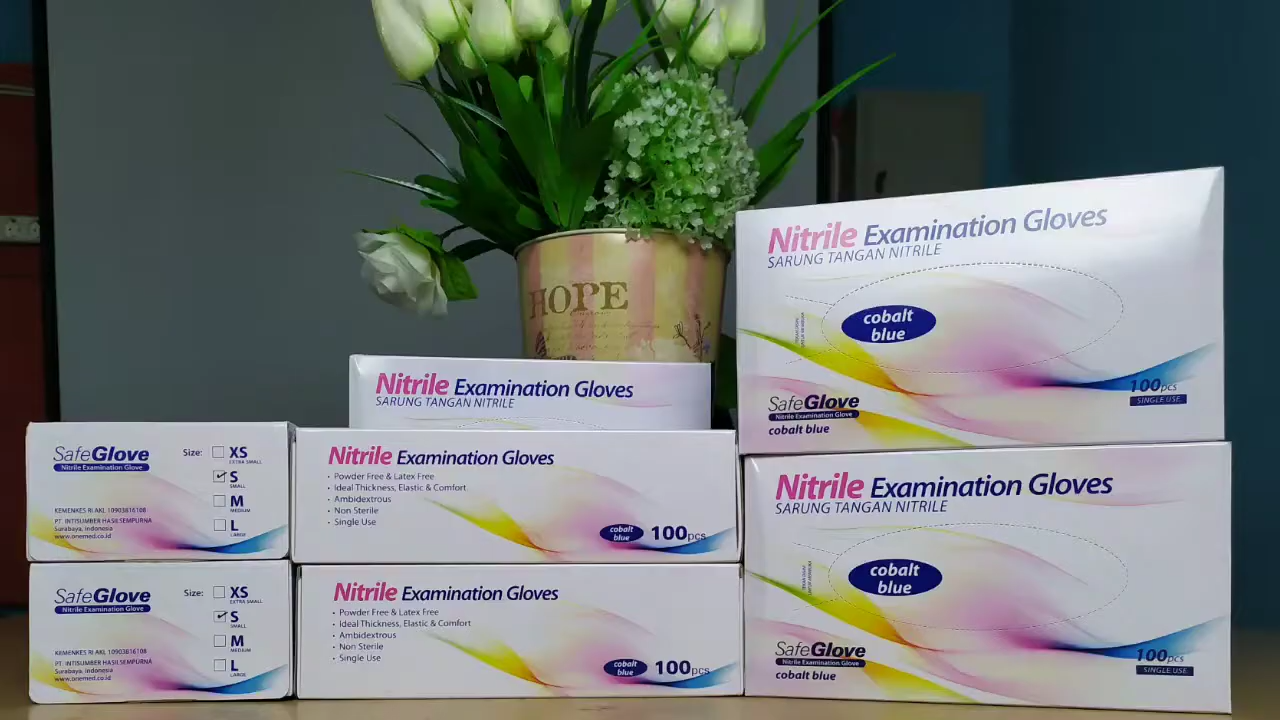 HOPE
Nitrile Examination Gloves
SARUNG TANGAN NITRILE
cobalt
blue
SafeGlove
Nitrile Examination Glove
cobalt blue
100pcs
SINGLE USE
Nitrile Examination Gloves
SARUNG TANGAN NITRILE
SafeGlove
Nitrile Examination Glove
Size:
XS
EXTRA SMALL
S
SMALL
M
MEDIUM
L
LARGE
KEMENKES RI AKL 10903816108
PT. INTISUMBER HASIL SEMPURNA
Surabaya, Indonesia
www.onemed.co.id
Nitrile Examination Gloves
• Powder Free & Latex Free
• Ideal Thickness, Elastic & Comfort
• Ambidextrous
• Non Sterile
• Single Use
cobalt
blue
100pcs
Nitrile Examination Gloves
SARUNG TANGAN NITRILE
cobalt
blue
SafeGlove
Nitrile Examination Glove
cobalt blue
100pcs
SINGLE USE
SafeGlove
Nitrile Examination Glove
Size:
XS
EXTRA SMALL
S
SMALL
M
MEDIUM
L
LARGE
KEMENKES RI AKL 10903816108
PT. INTISUMBER HASIL SEMPURNA
Surabaya, Indonesia
www.onemed.co.id
Nitrile Examination Gloves
• Powder Free & Latex Free
• Ideal Thickness, Elastic & Comfort
• Ambidextrous
• Non Sterile
• Single Use
cobalt
blue
100pcs